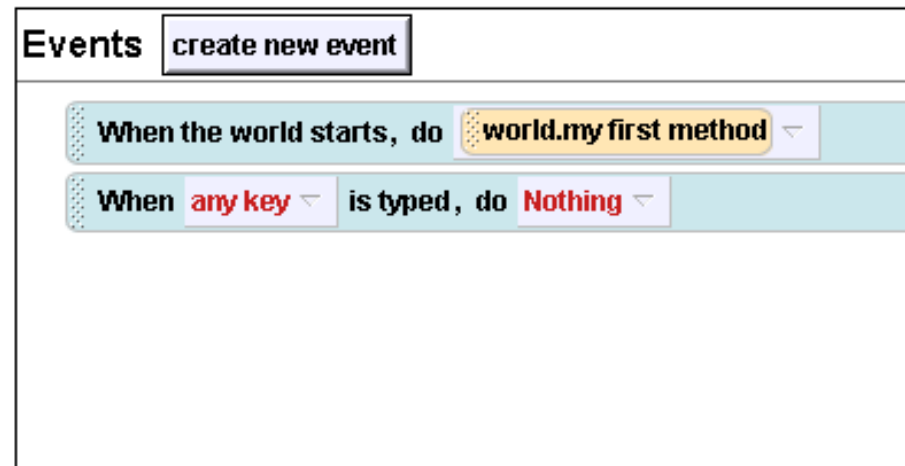 Events create new event
When the world starts, do world.my first method
When any key is typed, do Nothing